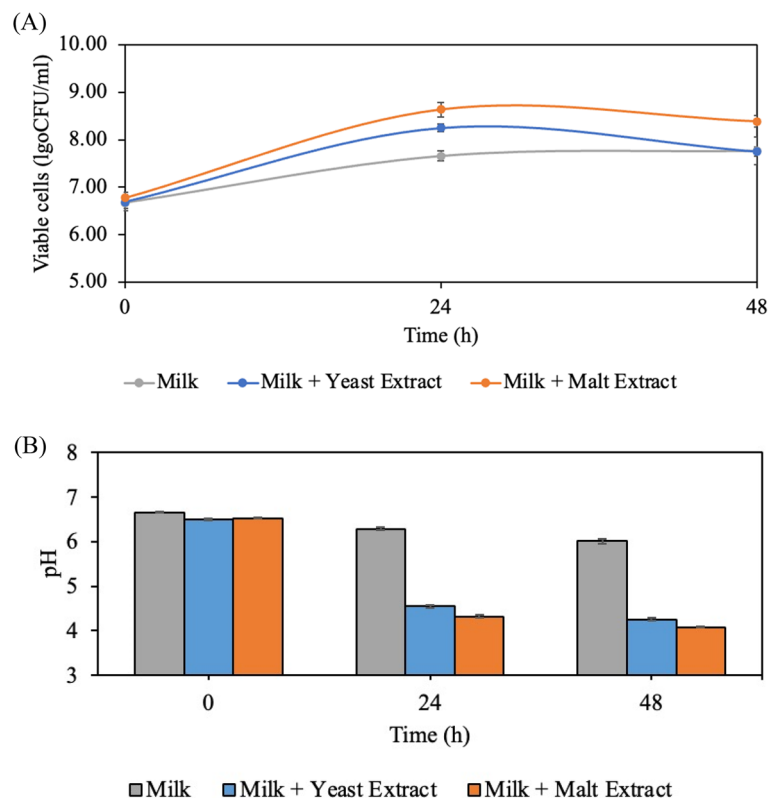 (A)
10.00
9.00
8.00
7.00
6.00
5.00
Viable cells (lgoCFU/ml)
0 24 48
Time (h)
Milk Milk + Yeast Extract Milk + Malt Extract
(B)
8
7
6
5
4
3
pH
0 24 48
Time (h)
Milk Milk + Yeast Extract Milk + Malt Extract